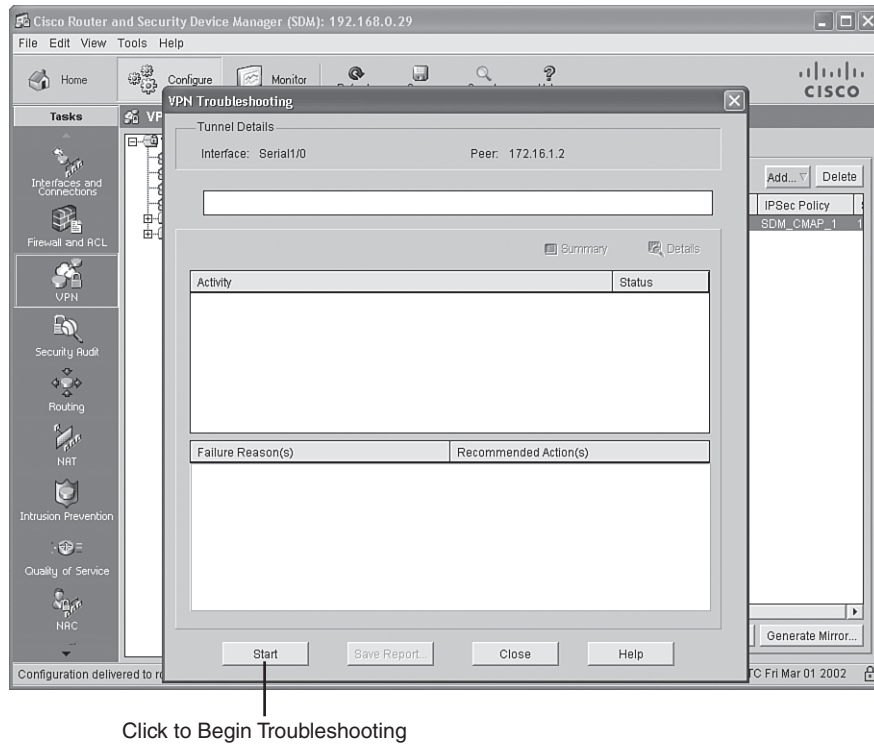 Cisco Router and Security Device Manager (SDM): 192.168.0.29
File Edit View Tools Help
Home Configure Monitor
CISCO
Tasks
VPN Troubleshooting
Tunnel Details
Interface: Serial1/0 Peer: 172.16.1.2
Add... Delete
IPSec Policy
SDM_CMAP_1 1
Summary Details
Activity Status
Failure Reason(s) Recommended Action(s)
Interfaces and
Connections
Firewall and ACL
VPN
Security Audit
Routing
NAT
Intrusion Prevention
Quality of Service
NAC
Generate Mirror...
Start Save Report... Close Help
Configuration delivered to TC Fri Mar 01 2002
Click to Begin Troubleshooting